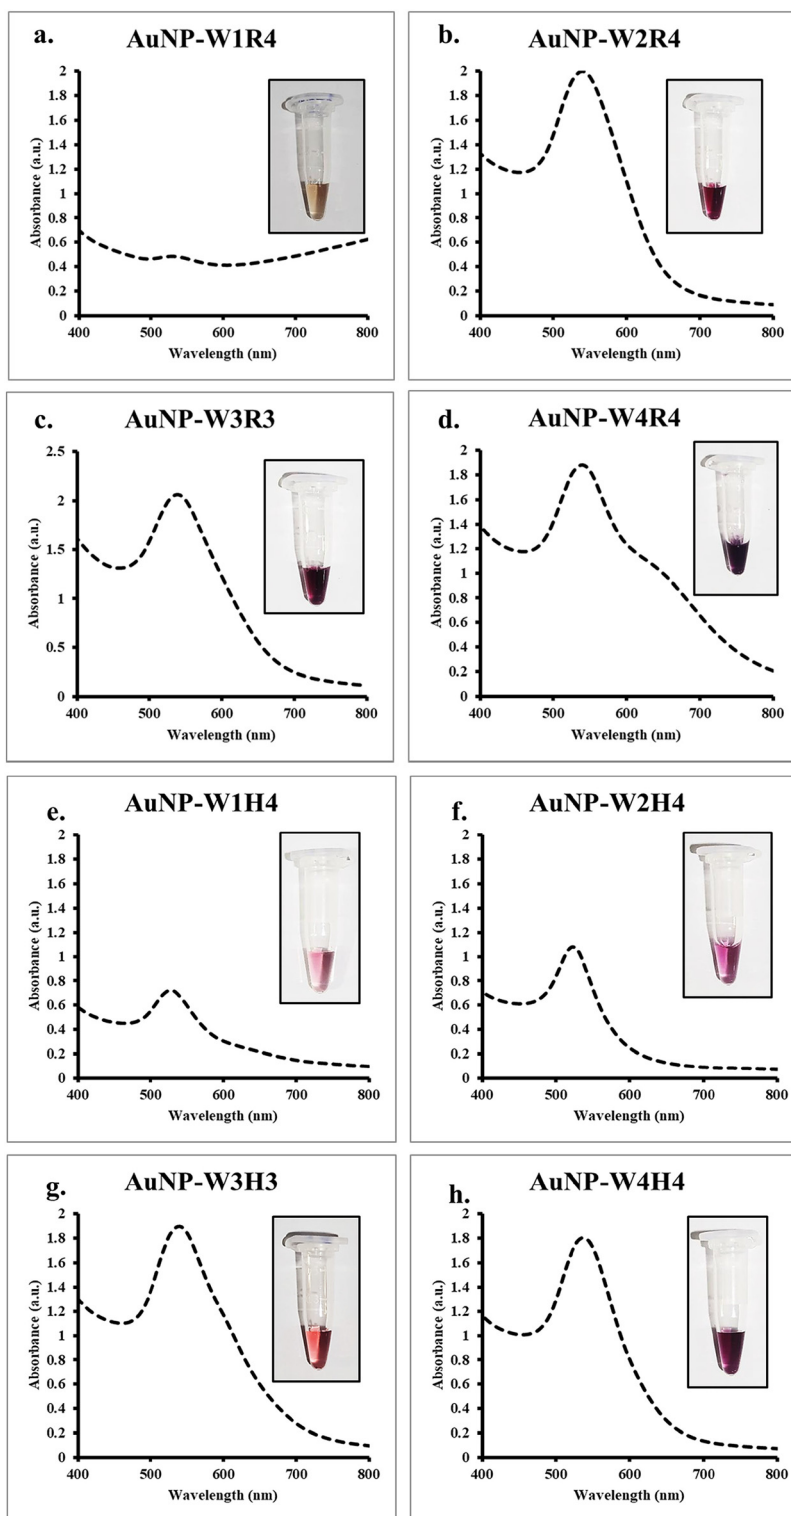 a.
AuNP-W1R4
2
1.8
1.6
1.4
1.2
1
0.8
0.6
0.4
0.2
0
Absorbance (a.u.)
400 500 600 700 800
Wavelength (nm)
b.
AuNP-W2R4
2
1.8
1.6
1.4
1.2
1
0.8
0.6
0.4
0.2
0
Absorbance (a.u.)
400 500 600 700 800
Wavelength (nm)
c.
AuNP-W3R3
2.5
2
1.5
1
0.5
0
Absorbance (a.u.)
400 500 600 700 800
Wavelength (nm)
d.
AuNP-W4R4
2
1.8
1.6
1.4
1.2
1
0.8
0.6
0.4
0.2
0
Absorbance (a.u.)
400 500 600 700 800
Wavelength (nm)
e.
AuNP-W1H4
2
1.8
1.6
1.4
1.2
1
0.8
0.6
0.4
0.2
0
Absorbance (a.u.)
400 500 600 700 800
Wavelength (nm)
f.
AuNP-W2H4
2
1.8
1.6
1.4
1.2
1
0.8
0.6
0.4
0.2
0
Absorbance (a.u.)
400 500 600 700 800
Wavelength (nm)
g.
AuNP-W3H3
2
1.8
1.6
1.4
1.2
1
0.8
0.6
0.4
0.2
0
Absorbance (a.u.)
400 500 600 700 800
Wavelength (nm)
h.
AuNP-W4H4
2
1.8
1.6
1.4
1.2
1
0.8
0.6
0.4
0.2
0
Absorbance (a.u.)
400 500 600 700 800
Wavelength (nm)